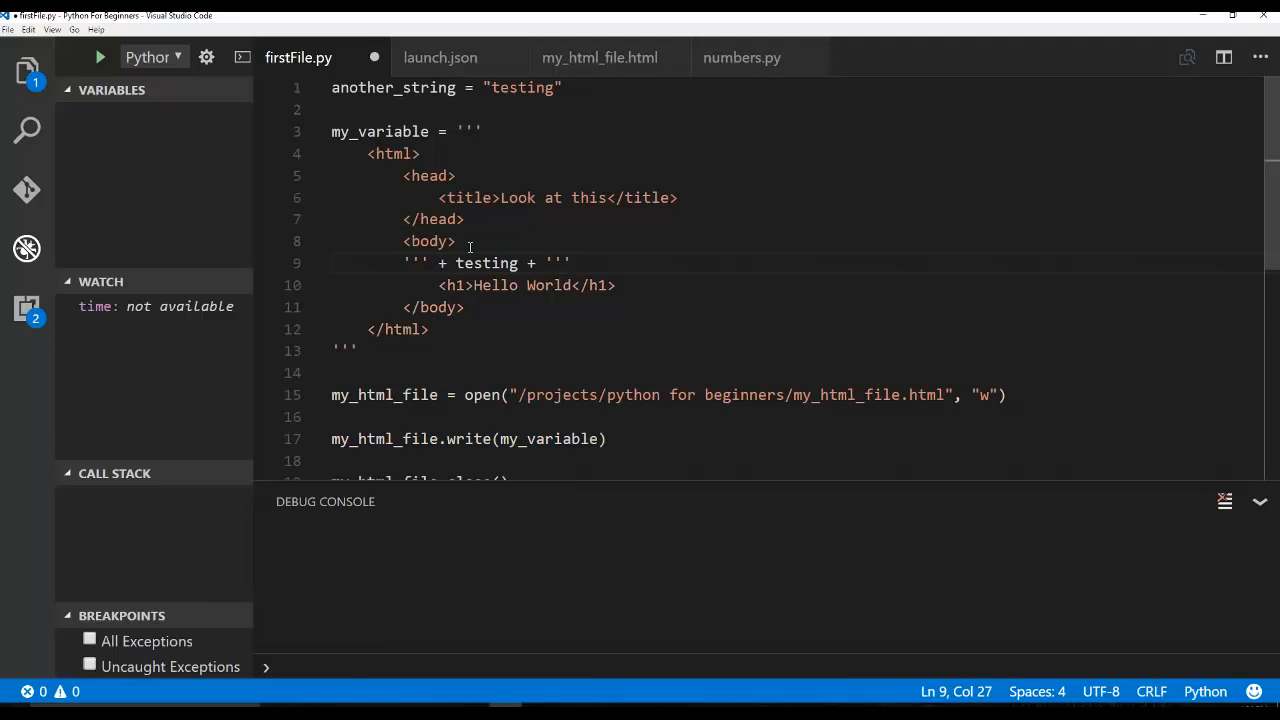 • firstFile.py - Python For Beginners - Visual Studio Code
File Edit View Go Help
1 Python firstFile.py launch.json my_html_file.html numbers.py
VARIABLES
WATCH
time: not available
CALL STACK
BREAKPOINTS
All Exceptions
Uncaught Exceptions
2
1 another_string = "testing"
2
3 my_variable = '''
4 <html>
5 <head>
6 <title>Look at this</title>
7 </head>
8 <body>
9 ''' + testing + '''
10 <h1>Hello World</h1>
11 </body>
12 </html>
13 '''
14
15 my_html_file = open("/projects/python for beginners/my_html_file.html", "w")
16
17 my_html_file.write(my_variable)
18
DEBUG CONSOLE
0 0 Ln 9, Col 27 Spaces: 4 UTF-8 CRLF Python